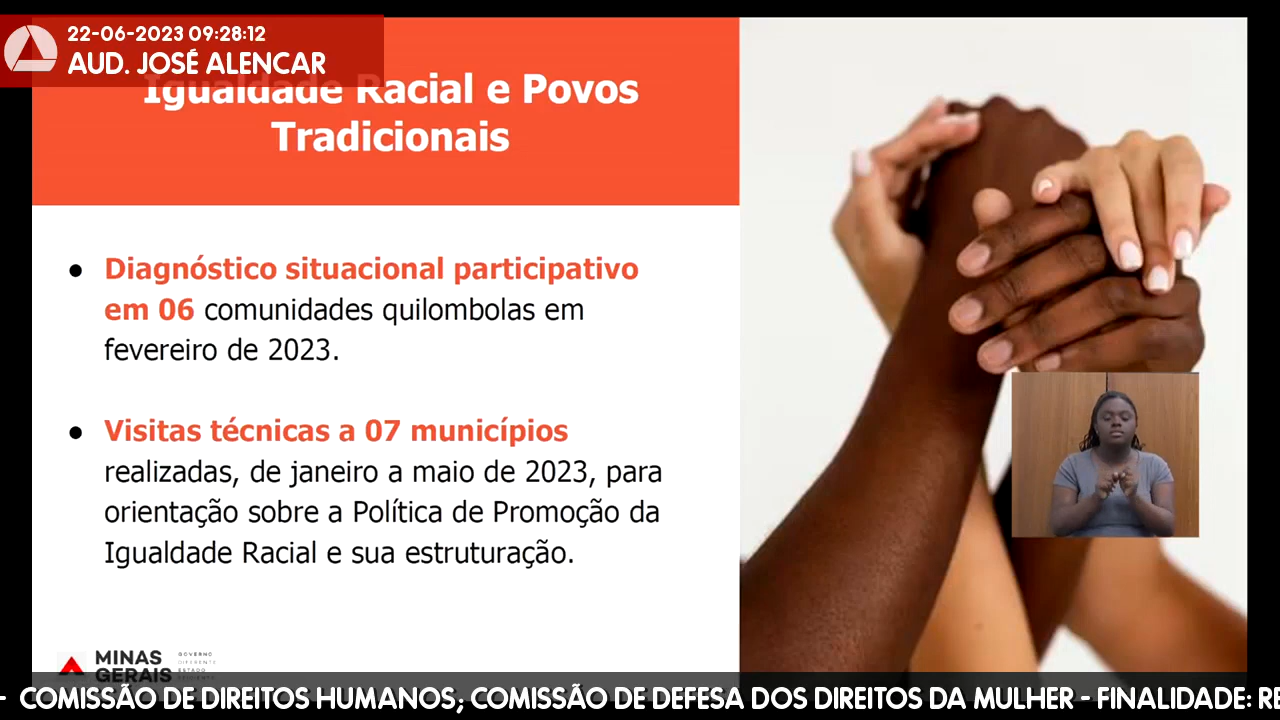 22-06-2023 09:28:12
AUD. JOSÉ ALENCAR
Igualdade Racial e Povos
Tradicionais
● Diagnóstico situacional participativo
em 06 comunidades quilombolas em
fevereiro de 2023.
● Visitas técnicas a 07 municípios
realizadas, de janeiro a maio de 2023, para
orientação sobre a Política de Promoção da
Igualdade Racial e sua estruturação.
MINAS
GERAIS
GOVERNO
DIFERENTE
ESTADO
- COMISSÃO DE DIREITOS HUMANOS; COMISSÃO DE DEFESA DOS DIREITOS DA MULHER - FINALIDADE: RE